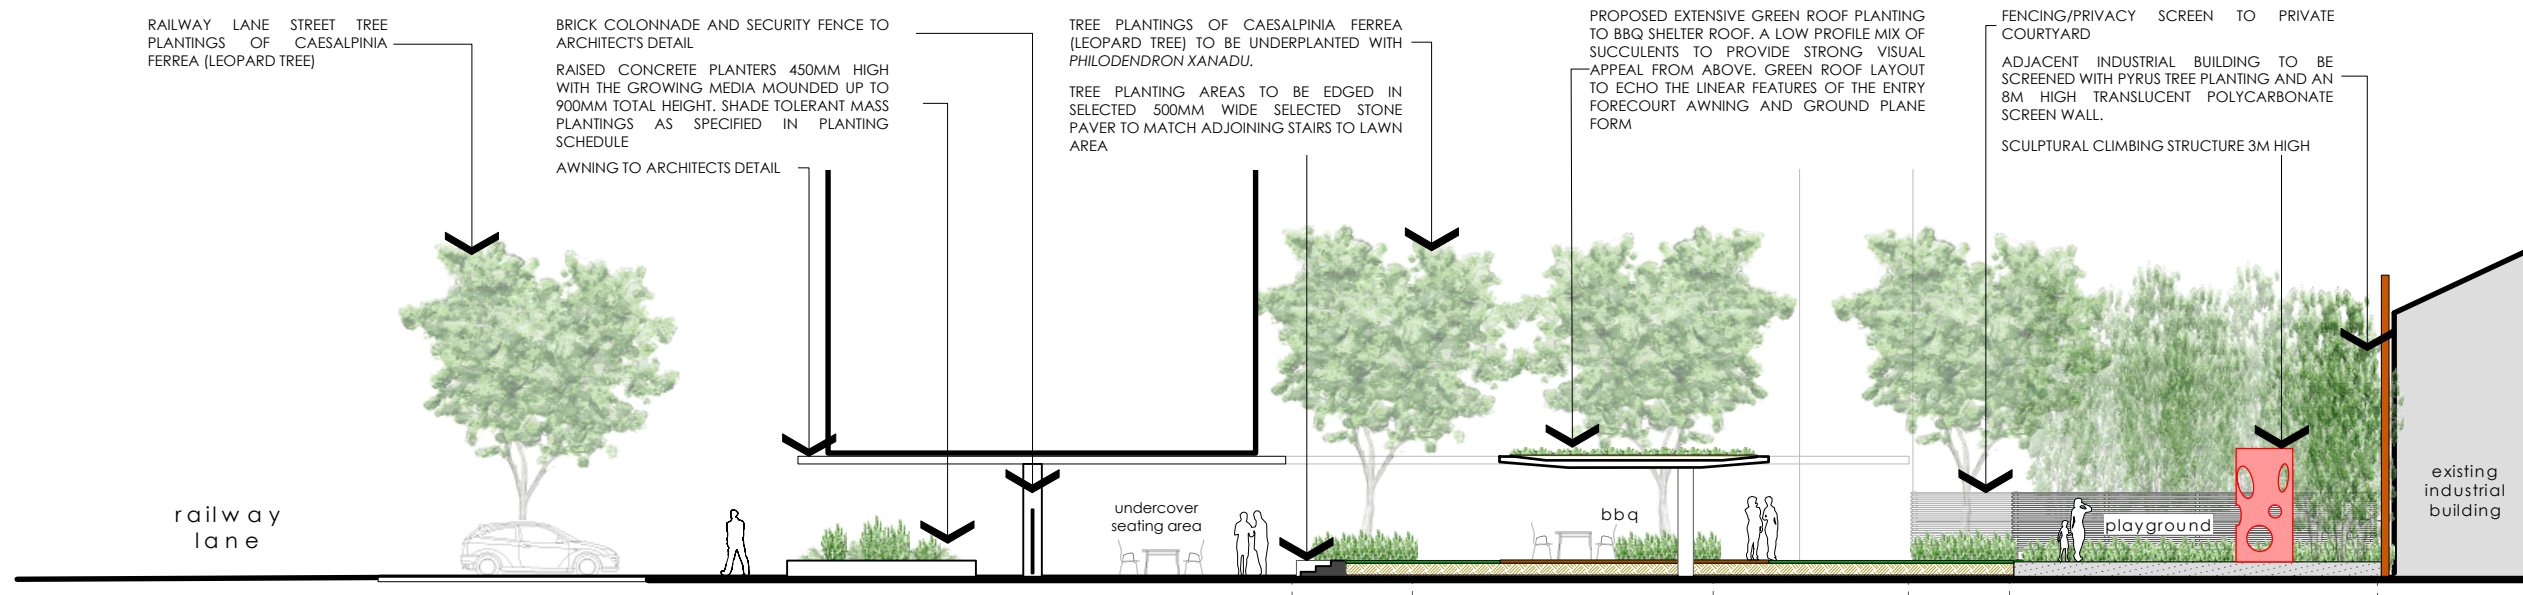 RAILWAY LANE STREET TREE
PLANTINGS OF CAESALPINIA
FERREA (LEOPARD TREE)
BRICK COLONNADE AND SECURITY FENCE TO
ARCHITECT'S DETAIL
RAISED CONCRETE PLANTERS 450MM HIGH
WITH THE GROWING MEDIA MOUNDED UP TO
900MM TOTAL HEIGHT. SHADE TOLERANT MASS
PLANTINGS AS SPECIFIED IN PLANTING
SCHEDULE
AWNING TO ARCHITECTS DETAIL
TREE PLANTINGS OF CAESALPINIA FERREA
(LEOPARD TREE) TO BE UNDERPLANTED WITH
PHILODENDRON XANADU.
TREE PLANTING AREAS TO BE EDGED IN
SELECTED 500MM WIDE SELECTED STONE
PAVER TO MATCH ADJOINING STAIRS TO LAWN
AREA
PROPOSED EXTENSIVE GREEN ROOF PLANTING
TO BBQ SHELTER ROOF. A LOW PROFILE MIX OF
SUCCULENTS TO PROVIDE STRONG VISUAL
APPEAL FROM ABOVE. GREEN ROOF LAYOUT
TO ECHO THE LINEAR FEATURES OF THE ENTRY
FORECOURT AWNING AND GROUND PLANE
FORM
FENCING/PRIVACY SCREEN TO PRIVATE
COURTYARD
ADJACENT INDUSTRIAL BUILDING TO BE
SCREENED WITH PYRUS TREE PLANTING AND AN
8M HIGH TRANSLUCENT POLYCARBONATE
SCREEN WALL.
SCULPTURAL CLIMBING STRUCTURE 3M HIGH
railway
lane
undercover
seating area
bbq
playground
existing
industrial
building